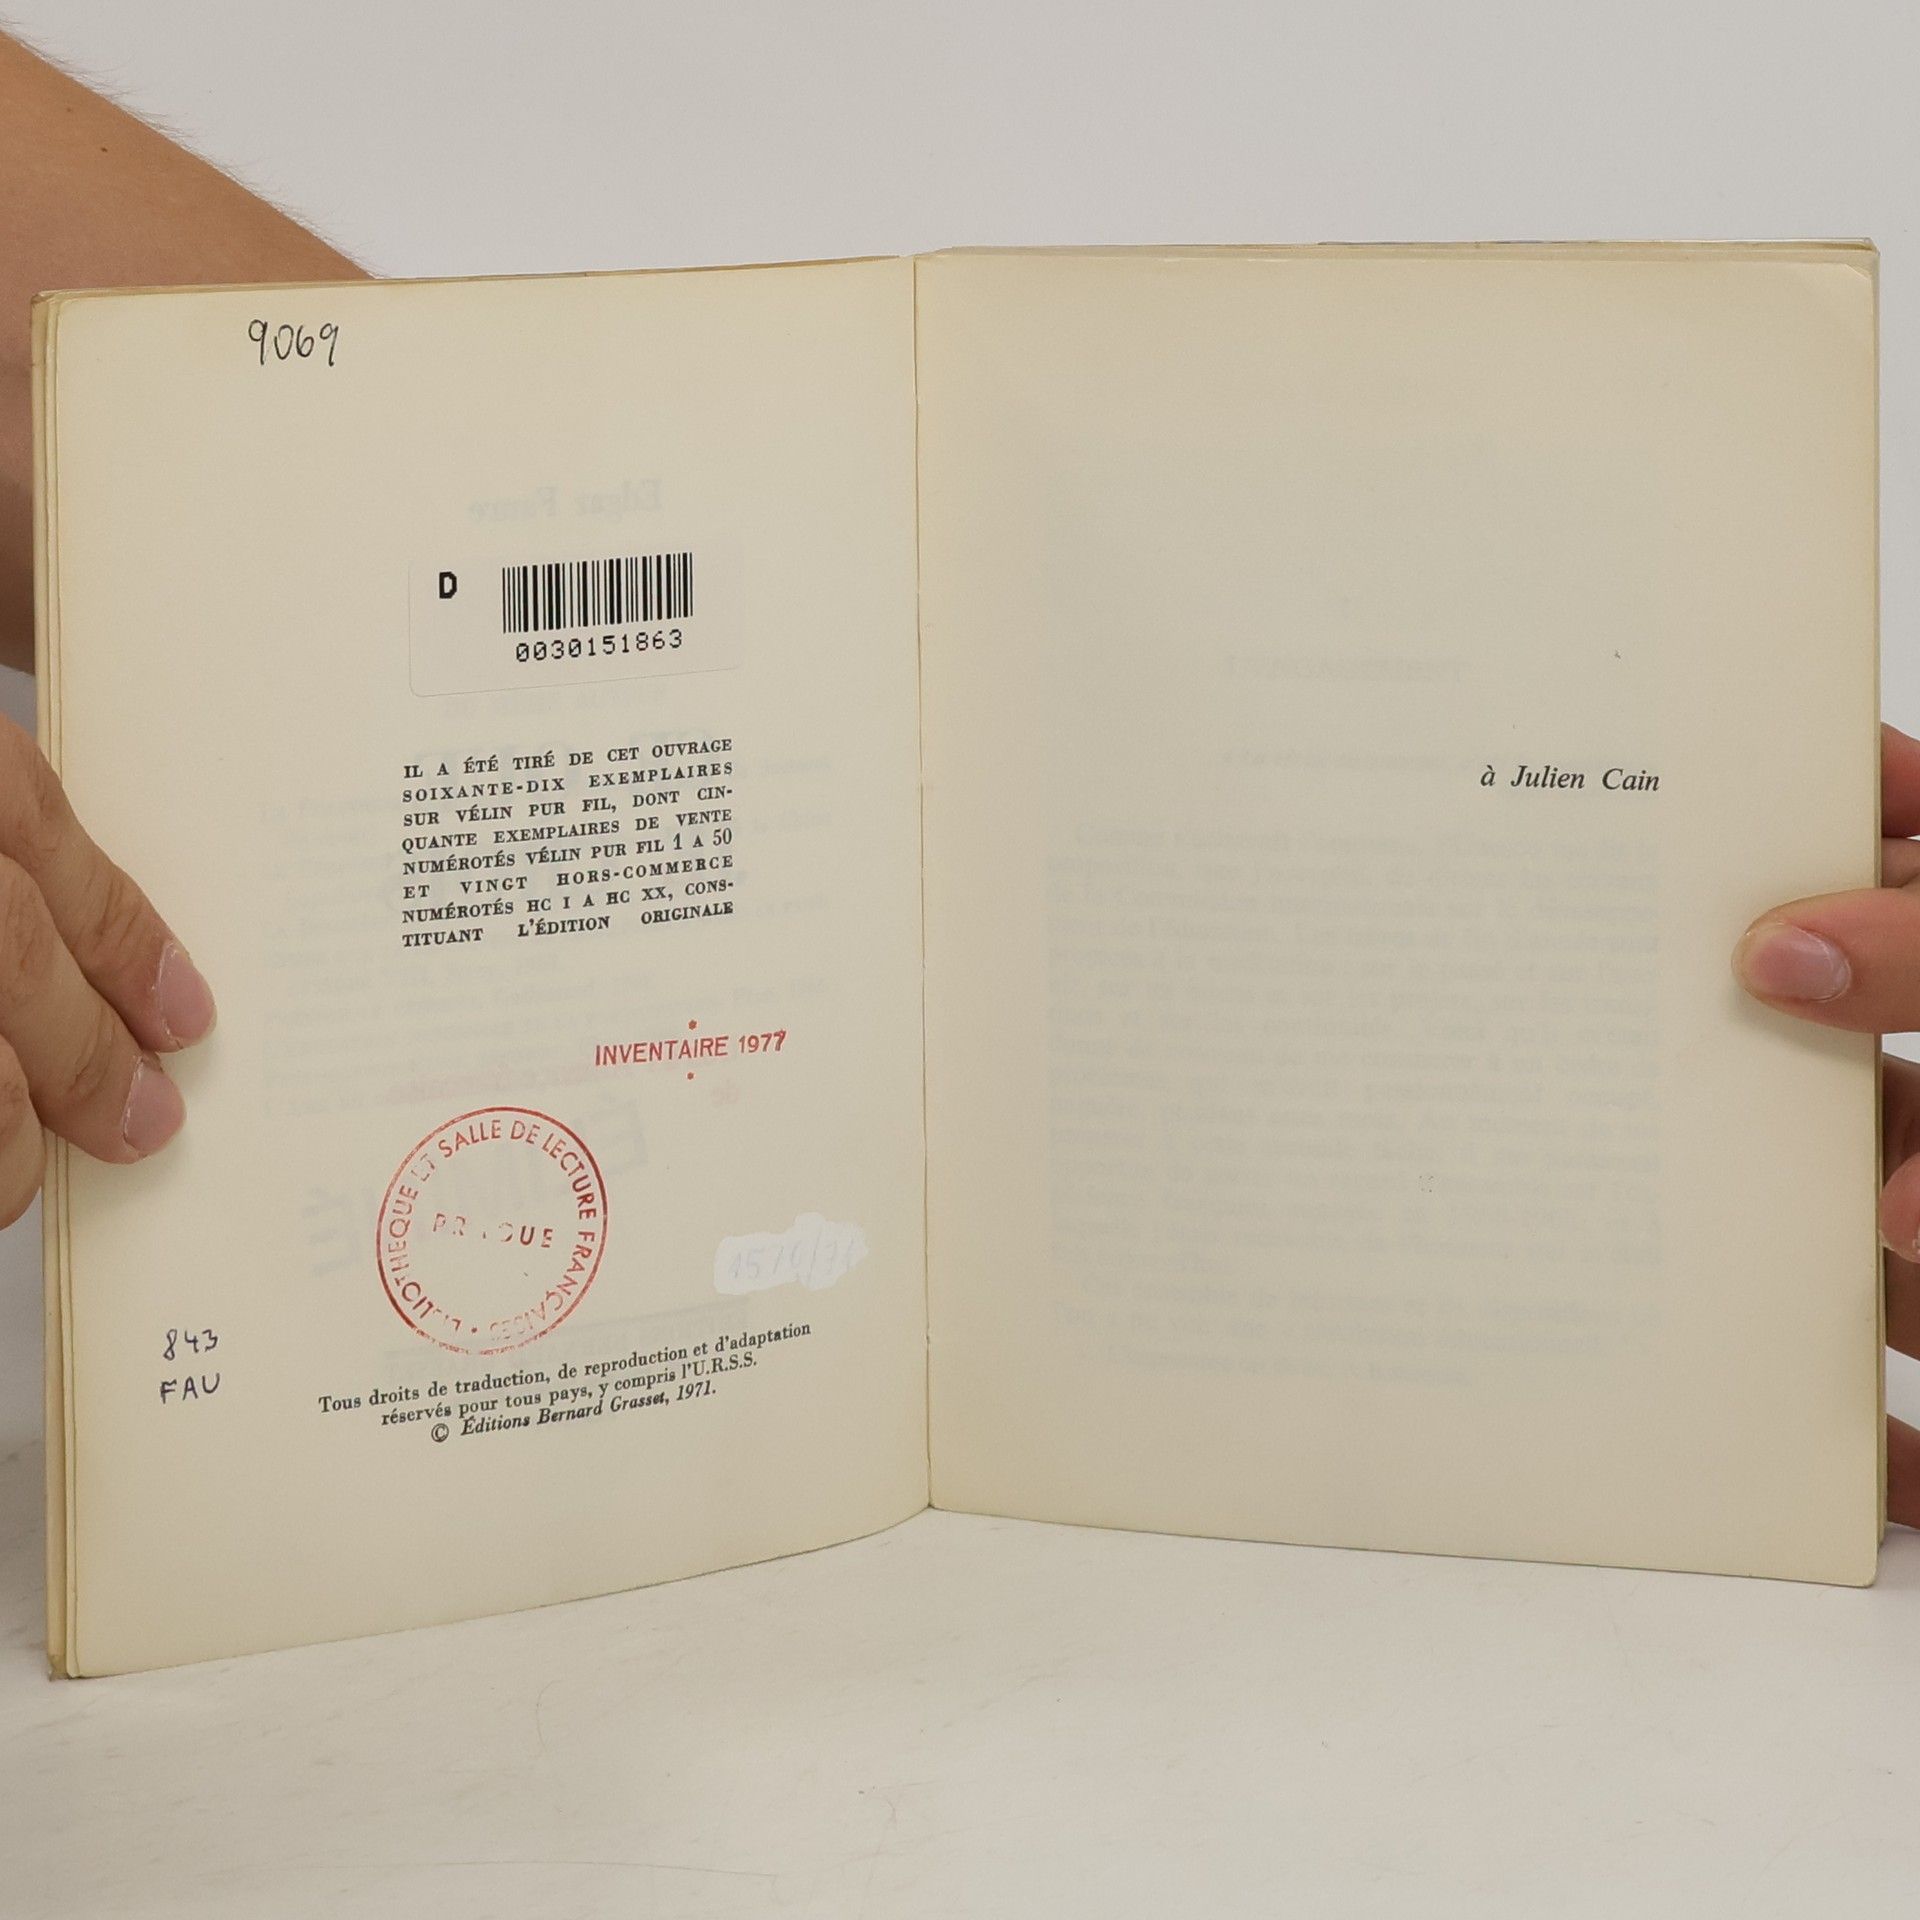 9069
D
0030151863
IL A ÉTÉ TIRÉ DE CET OUVRAGE
SOIXANTE-DIX EXEMPLAIRES
SUR VÉLIN PUR FIL, DONT CIN-
QUANTE EXEMPLAIRES DE VENTE
NUMÉROTÉS VÉLIN PUR FIL 1 A 50
ET VINGT HORS-COMMERCE
NUMÉROTÉS HC I A HC XX, CONS-
TITUANT L'ÉDITION ORIGINALE
INVENTAIRE 1977
ET SALLE DE LECTURE FRANÇAISES
843
FAU
Tous droits de traduction, de reproduction et d'adaptation
réservés pour tous pays, y compris l'U.R.S.S.
© Éditions Bernard Grasset, 1971.
à Julien Cain